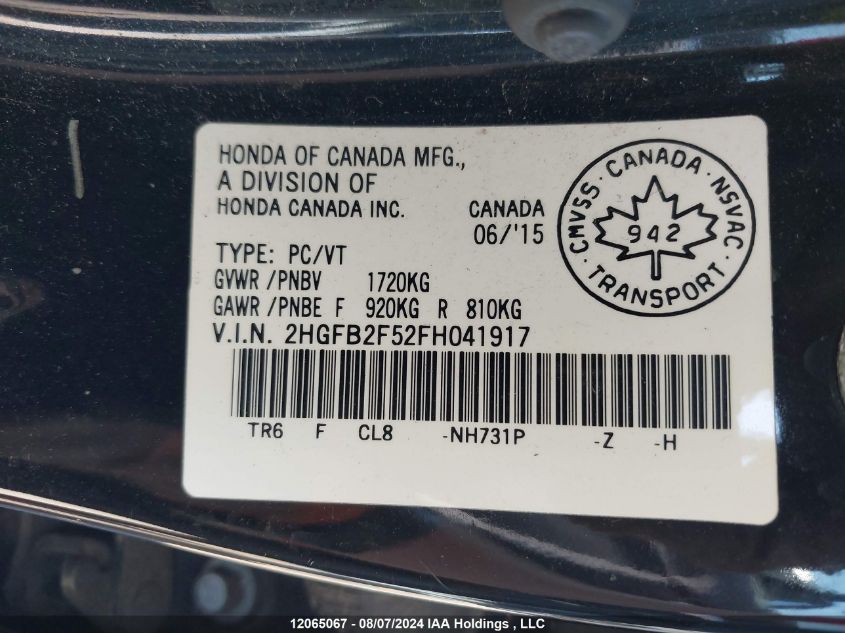 HONDA OF CANADA MFG.,
A DIVISION OF
HONDA CANADA INC. CANADA
06/'15
TYPE: PC/VT
GVWR /PNBV 1720KG
GAWR /PNBE F 920KG R 810KG
V.I.N. 2HGFB2F52FH041917
TR6 F CL8 -NH731P -Z -H
CMVSS · CANADA · NSVAC · TRANSPORT ·
942
12065067 - 08/07/2024 IAA Holdings , LLC